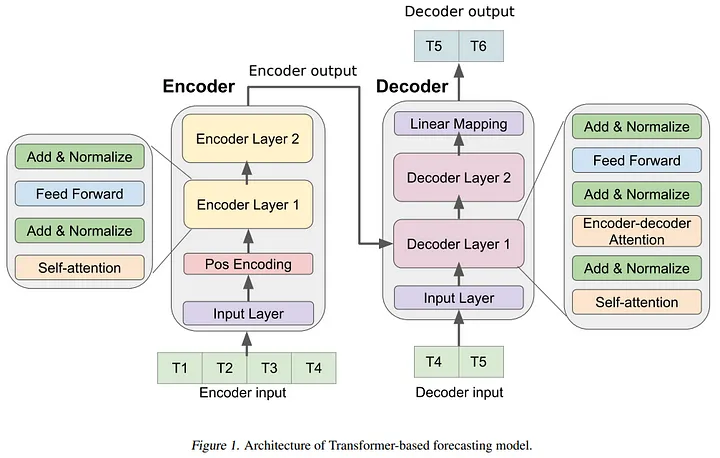 Decoder output
T5 T6
Encoder
Encoder output
Decoder
Add & Normalize
Feed Forward
Add & Normalize
Self-attention
Encoder Layer 2
Encoder Layer 1
Pos Encoding
Input Layer
T1 T2 T3 T4
Encoder input
Linear Mapping
Decoder Layer 2
Decoder Layer 1
Input Layer
T4 T5
Decoder input
Add & Normalize
Feed Forward
Add & Normalize
Encoder-decoder
Attention
Add & Normalize
Self-attention
Figure 1. Architecture of Transformer-based forecasting model.